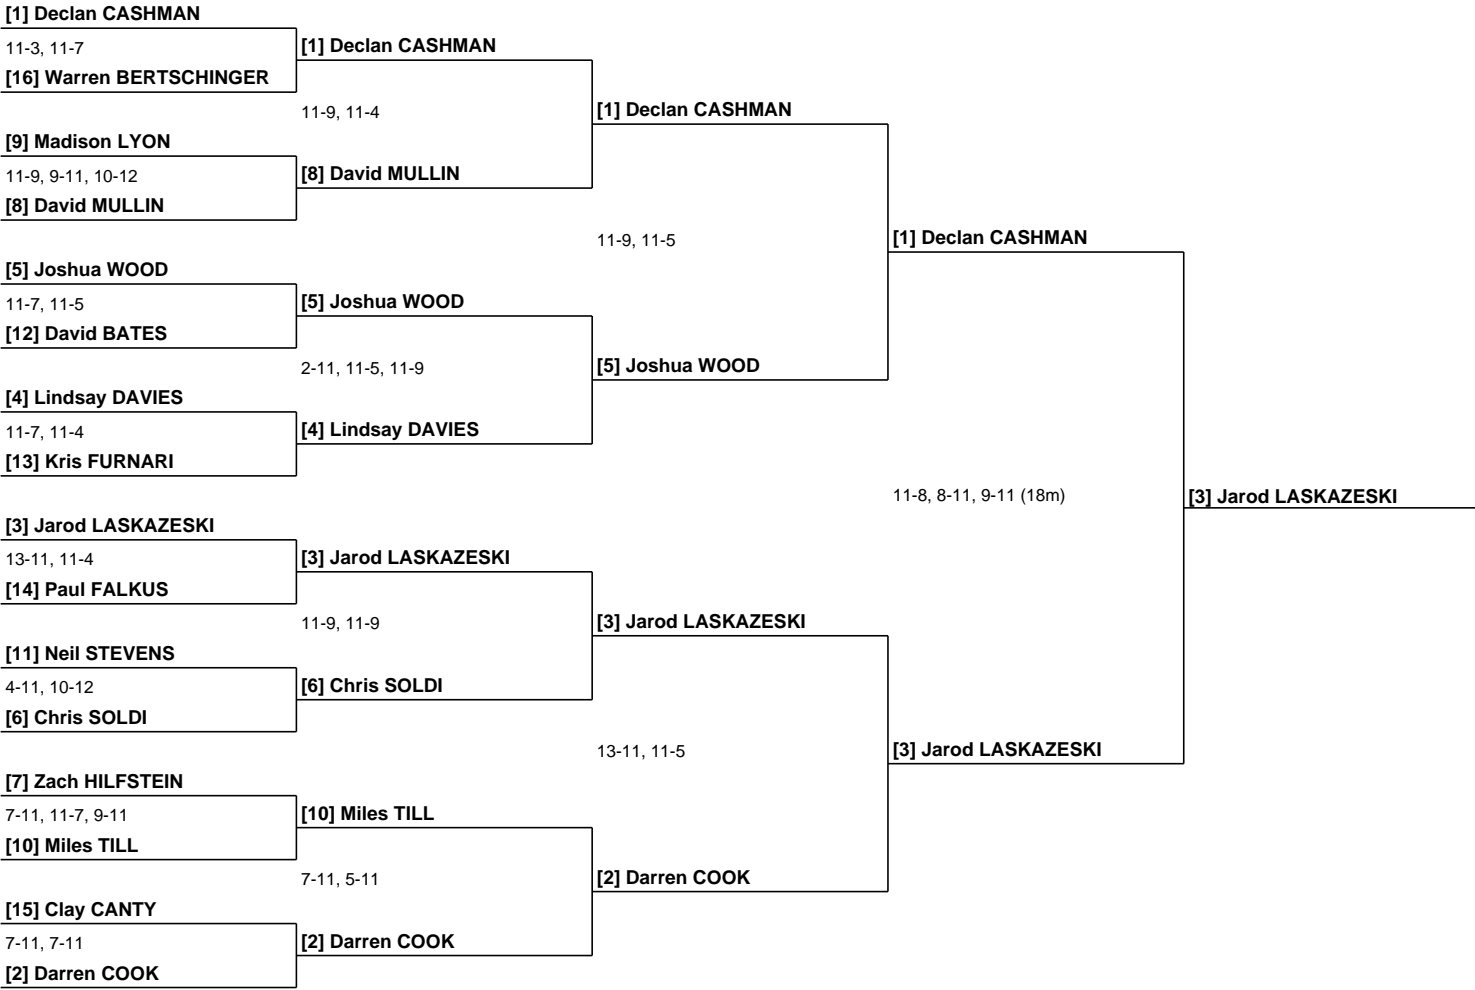 [1] Declan CASHMAN
11-3, 11-7
[16] Warren BERTSCHINGER
[9] Madison LYON
11-9, 9-11, 10-12
[8] David MULLIN
[5] Joshua WOOD
11-7, 11-5
[12] David BATES
[4] Lindsay DAVIES
11-7, 11-4
[13] Kris FURNARI
[3] Jarod LASKAZESKI
13-11, 11-4
[14] Paul FALKUS
[11] Neil STEVENS
4-11, 10-12
[6] Chris SOLDI
[7] Zach HILFSTEIN
7-11, 11-7, 9-11
[10] Miles TILL
[15] Clay CANTY
7-11, 7-11
[2] Darren COOK
[1] Declan CASHMAN
11-9, 11-4
[8] David MULLIN
[5] Joshua WOOD
2-11, 11-5, 11-9
[4] Lindsay DAVIES
[3] Jarod LASKAZESKI
11-9, 11-9
[6] Chris SOLDI
[10] Miles TILL
7-11, 5-11
[2] Darren COOK
[1] Declan CASHMAN
11-9, 11-5
[5] Joshua WOOD
[3] Jarod LASKAZESKI
13-11, 11-5
[2] Darren COOK
[1] Declan CASHMAN
11-8, 8-11, 9-11 (18m)
[3] Jarod LASKAZESKI
[3] Jarod LASKAZESKI